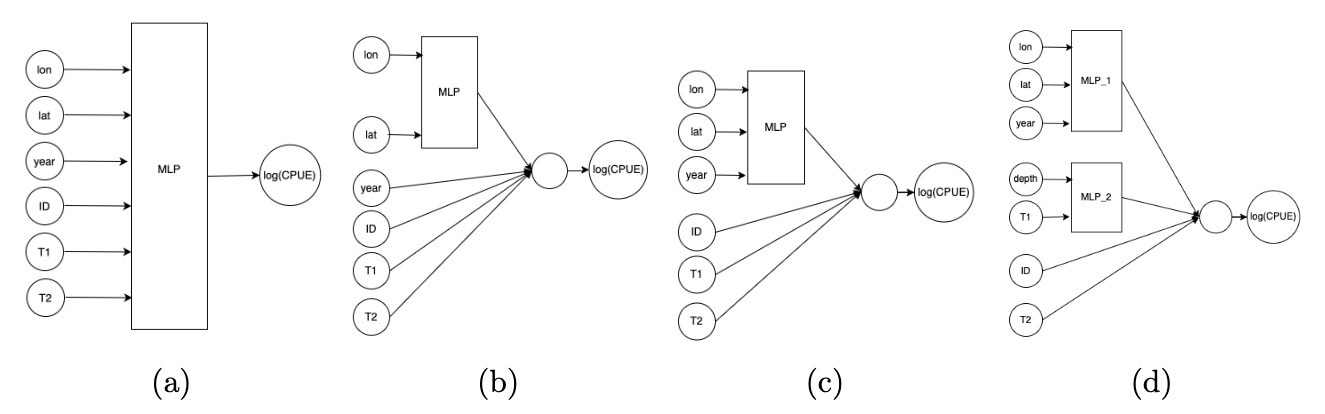 lon
lat
year
ID
T1
T2
MLP
log(CPUE)
(a)
lon
lat
MLP
year
ID
T1
T2
log(CPUE)
(b)
lon
lat
year
MLP
ID
T1
T2
log(CPUE)
(c)
lon
lat
year
MLP_1
depth
T1
MLP_2
ID
T2
log(CPUE)
(d)